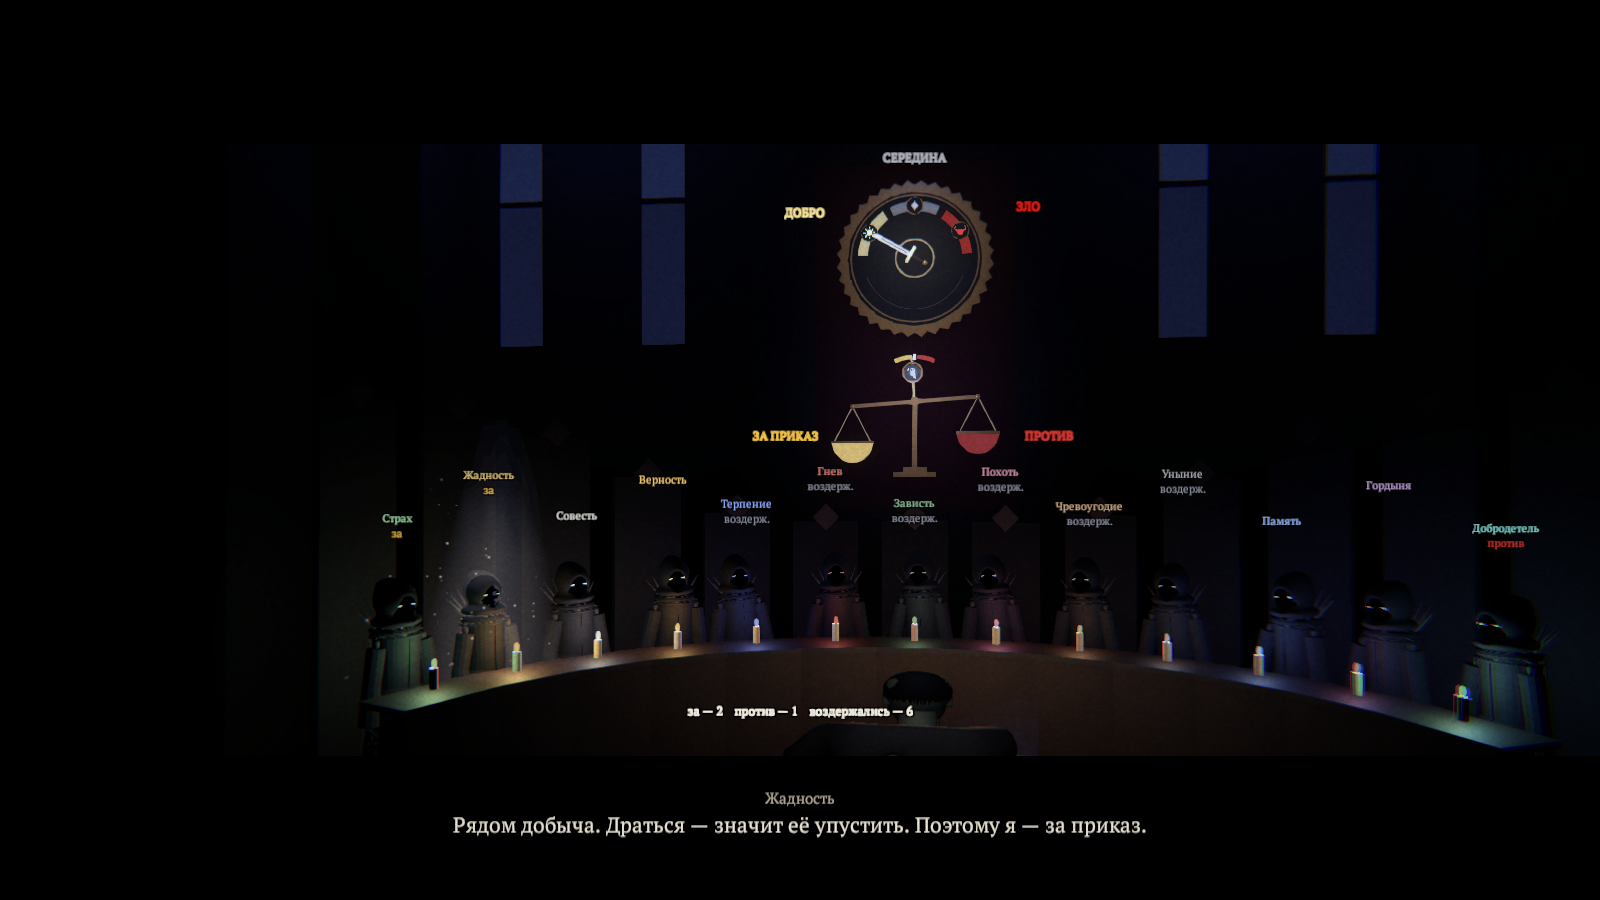 СЕРЕДИНА
ДОБРО
ЗЛО
ЗА ПРИКАЗ
ПРОТИВ
Страх
за
Жадность
за
Совесть
Верность
Терпение
воздерж.
Гнев
воздерж.
Зависть
воздерж.
Похоть
воздерж.
Чревоугодие
воздерж.
Уныние
воздерж.
Память
Гордыня
Добродетель
против
за — 2 против — 1 воздержались — 6
Жадность
Рядом добыча. Драться — значит её упустить. Поэтому я — за приказ.